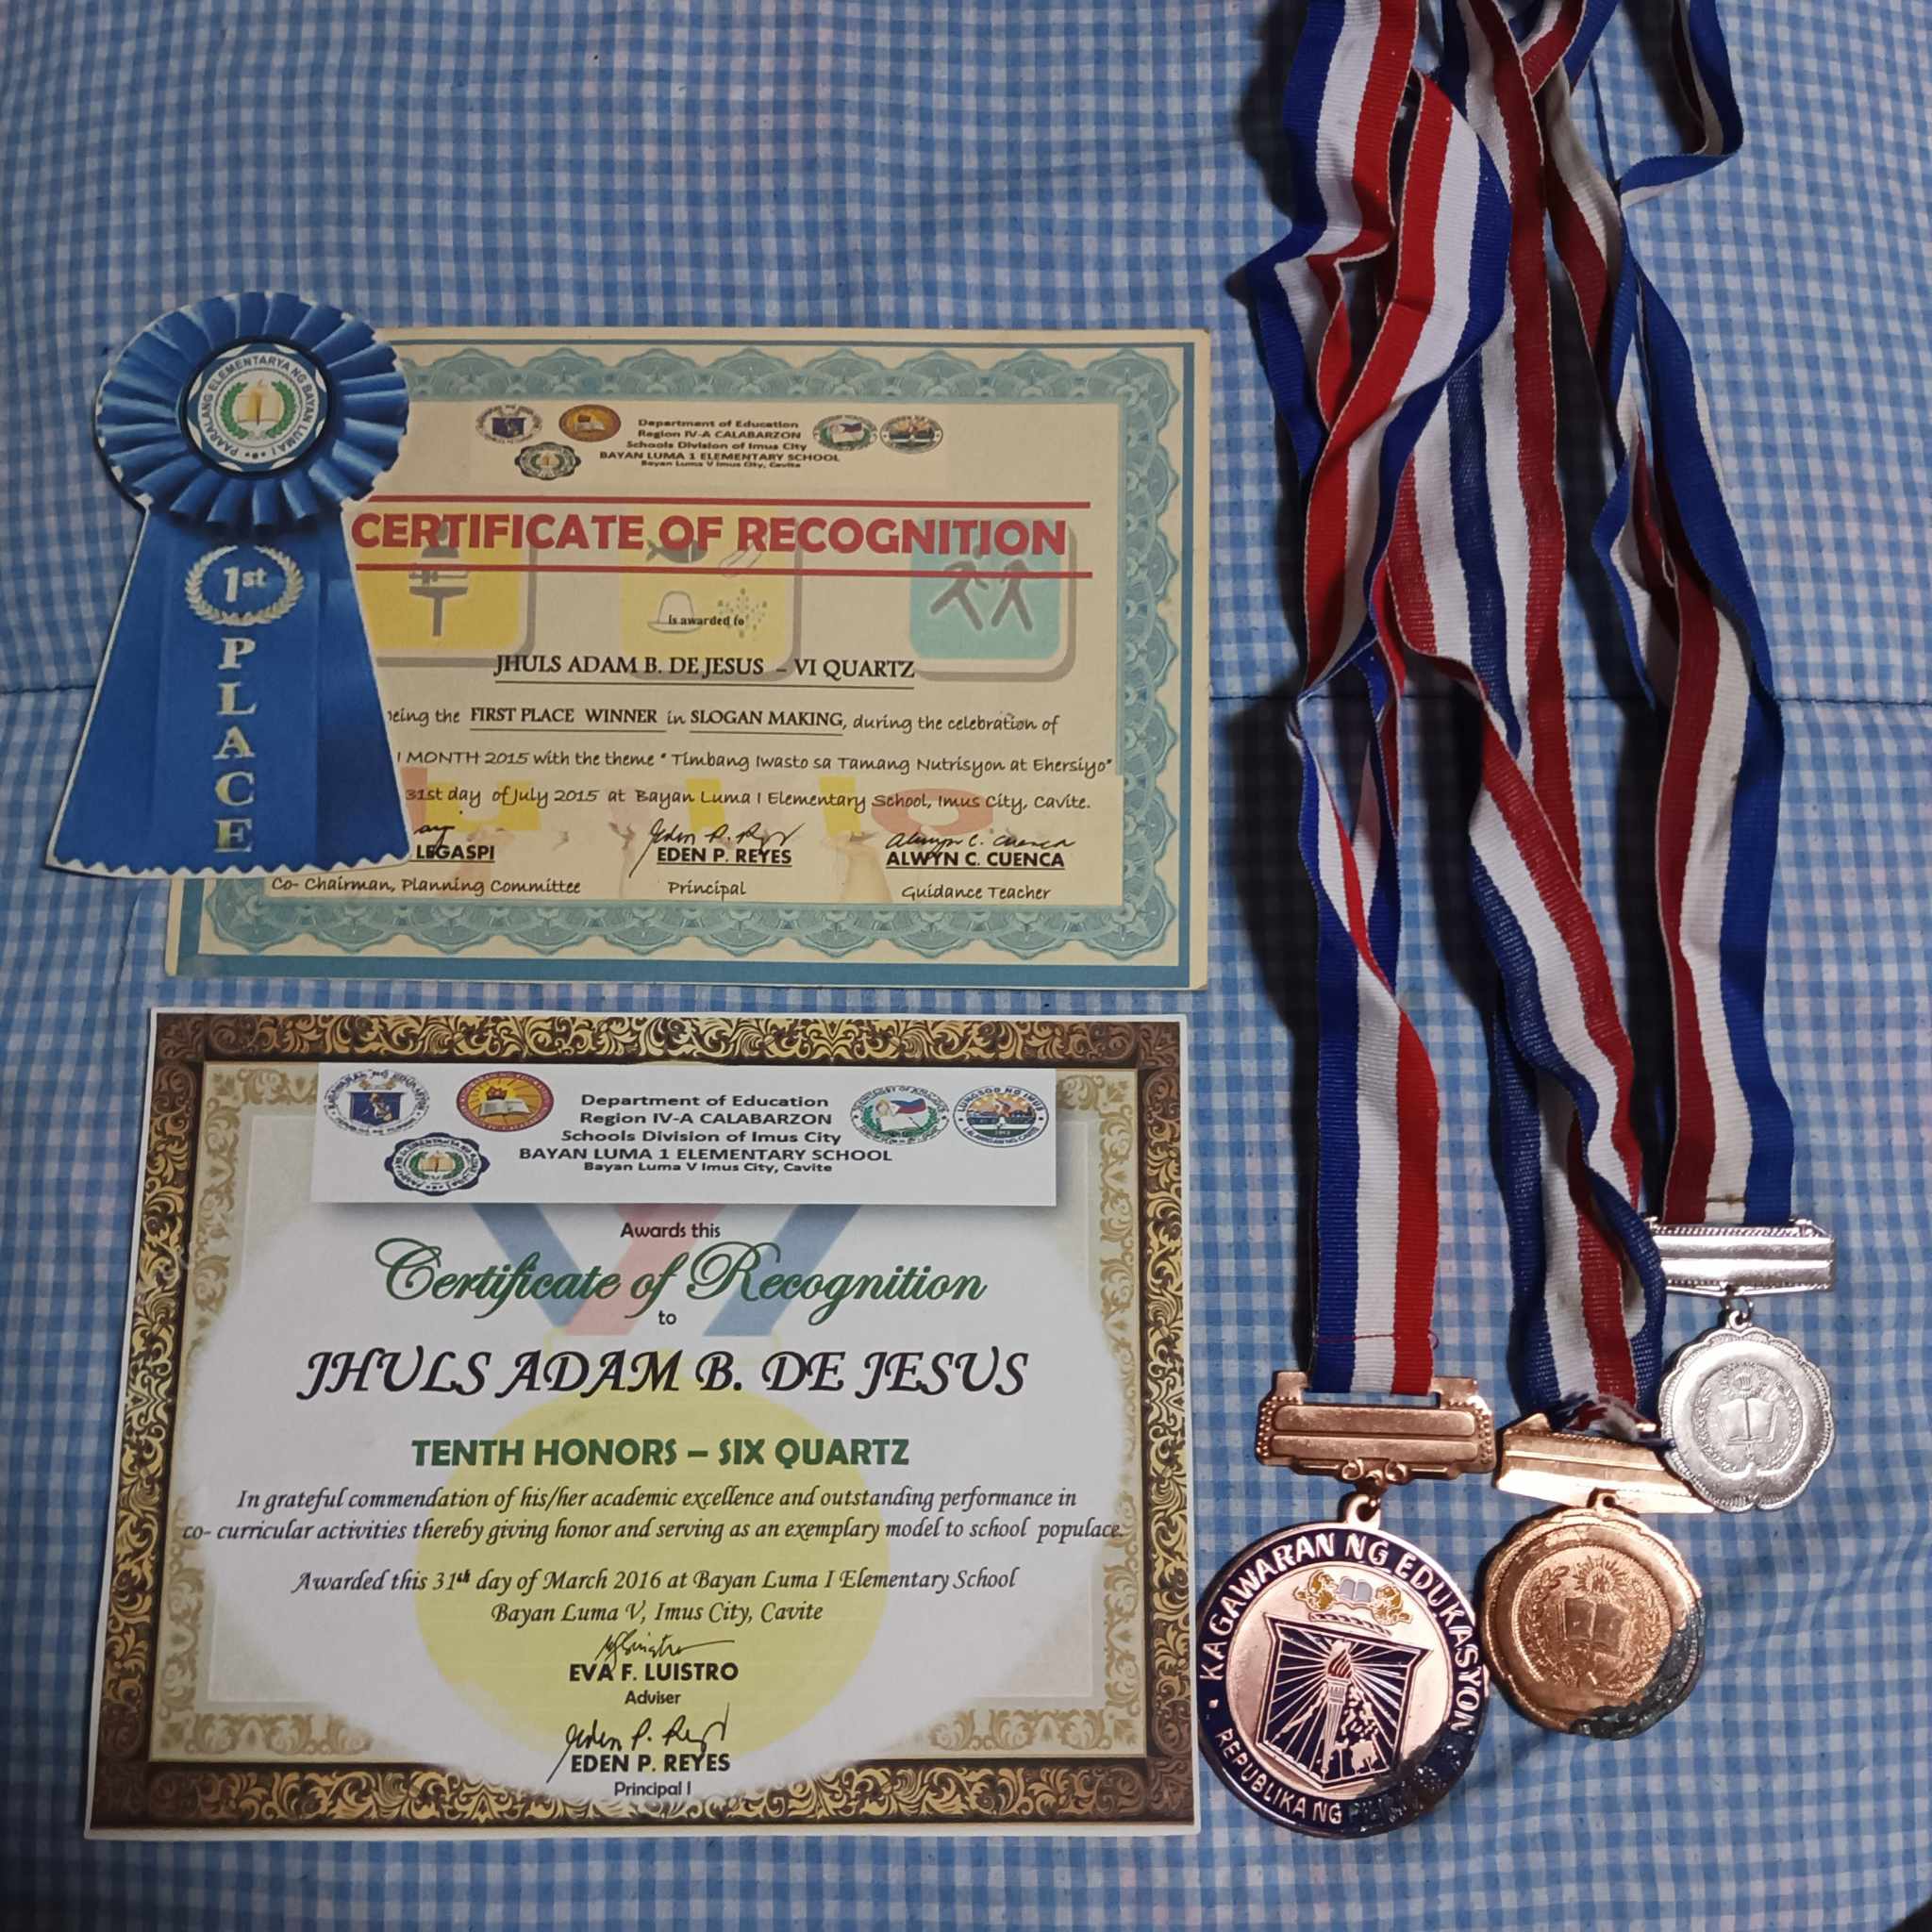 PAARALANG ELEMENTARYA NG BAYAN LUMA I
1st
PLACE
Department of Education
Region IV-A CALABARZON
Schools Division of Imus City
BAYAN LUMA 1 ELEMENTARY SCHOOL
Bayan Luma V Imus City, Cavite
CERTIFICATE OF RECOGNITION
is awarded to
JHULS ADAM B. DE JESUS – VI QUARTZ
the FIRST PLACE WINNER in SLOGAN MAKING, during the celebration of
MONTH 2015 with the theme " Timbang Iwasto sa Tamang Nutrisyon at Ehersiyo"
31st day of July 2015 at Bayan Luma I Elementary School, Imus City, Cavite.
LEGASPI
Co- Chairman, Planning Committee
EDEN P. REYES
Principal
Alwyn C. Cuenca
ALWYN C. CUENCA
Guidance Teacher
LUNGSOD NG IMUS
Department of Education
Region IV-A CALABARZON
Schools Division of Imus City
BAYAN LUMA 1 ELEMENTARY SCHOOL
Bayan Luma V Imus City, Cavite
Awards this
Certificate of Recognition
to
JHULS ADAM B. DE JESUS
TENTH HONORS – SIX QUARTZ
In grateful commendation of his/her academic excellence and outstanding performance in
co- curricular activities thereby giving honor and serving as an exemplary model to school populace.
Awarded this 31th day of March 2016 at Bayan Luma I Elementary School
Bayan Luma V, Imus City, Cavite
EVA F. LUISTRO
Adviser
EDEN P. REYES
Principal I
KAGAWARAN NG EDUKASYON
REPUBLIKA NG